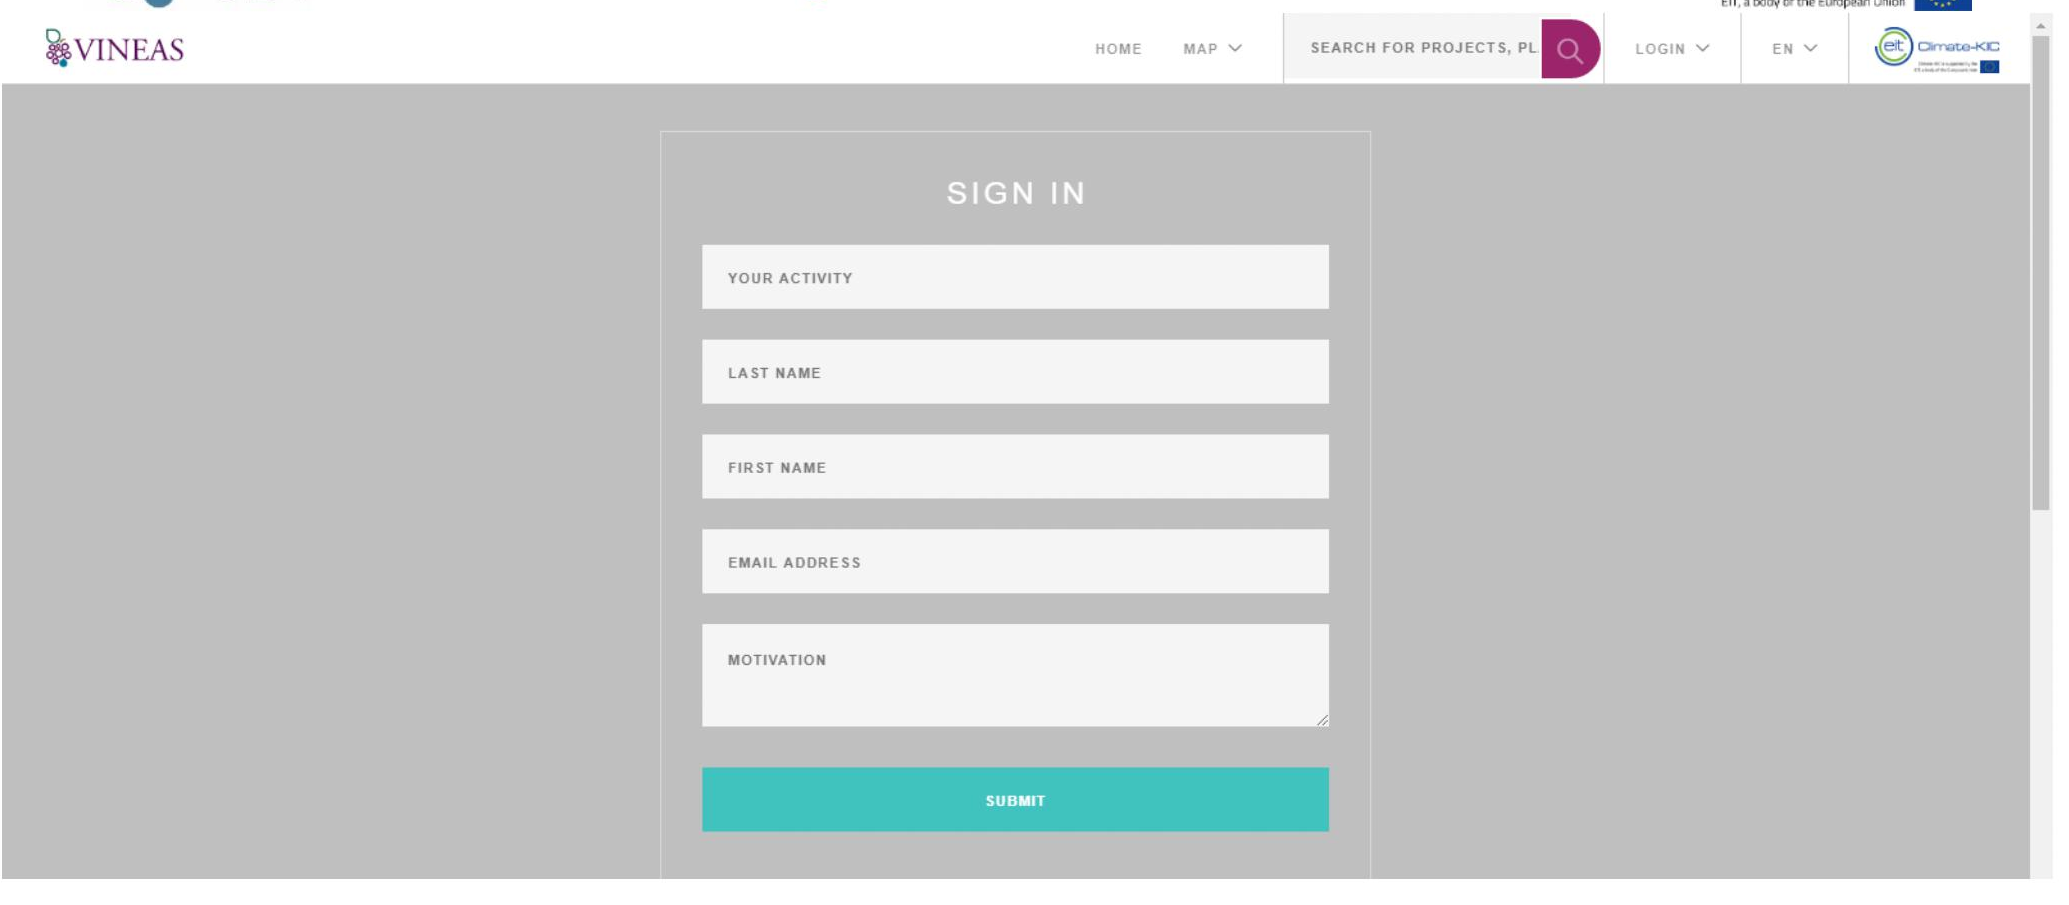 EIT, a body of the European Union
VINEAS
HOME
MAP
SEARCH FOR PROJECTS, PL
LOGIN
EN
eit Climate-KIC
SIGN IN
YOUR ACTIVITY
LAST NAME
FIRST NAME
EMAIL ADDRESS
MOTIVATION
SUBMIT